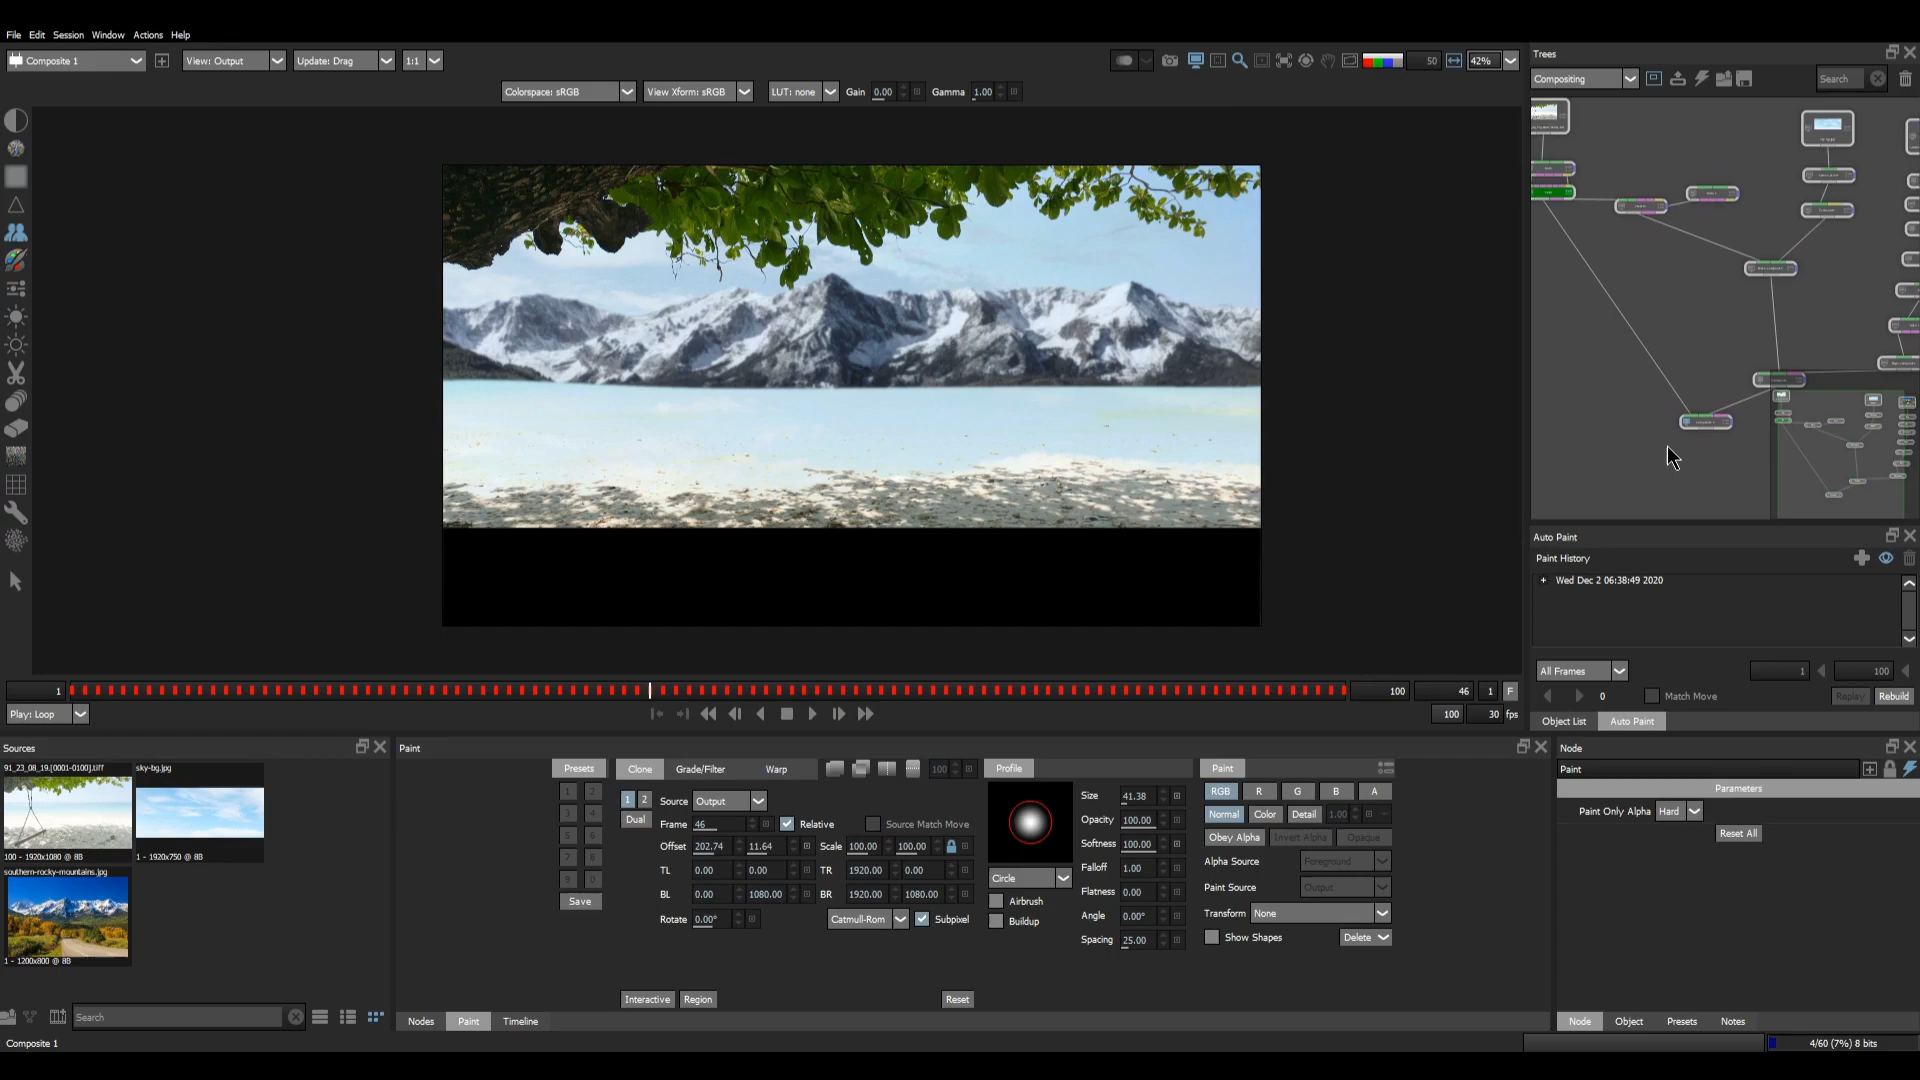 File Edit Session Window Actions Help
Composite 1
View: Output
Update: Drag
1:1
50
42%
Colorspace: sRGB
View Xform: sRGB
LUT: none
Gain 0.00
Gamma 1.00
Trees
Compositing
Search
Auto Paint
Paint History
+ Wed Dec 2 06:38:49 2020
All Frames
1
100
0
Match Move
Replay
Rebuild
Object List
Auto Paint
1
100
46
1
F
Play: Loop
100
30 fps
Sources
91_23_08_19.[0001-0100].tiff
sky-bg.jpg
100 - 1920x1080 @ 8B
1 - 1920x750 @ 8B
southern-rocky-mountains.jpg
1 - 1200x800 @ 8B
Search
Paint
Presets
1 2
3 4
5 6
7 8
9 0
Save
Clone
Grade/Filter
Warp
100
1 2
Dual
Source Output
Frame 46
Relative
Source Match Move
Offset 202.74 11.64 Scale 100.00 100.00
TL 0.00 0.00 TR 1920.00 0.00
BL 0.00 1080.00 BR 1920.00 1080.00
Rotate 0.00°
Catmull-Rom
Subpixel
Interactive
Region
Reset
Profile
Circle
Airbrush
Buildup
Size 41.38
Opacity 100.00
Softness 100.00
Falloff 1.00
Flatness 0.00
Angle 0.00°
Spacing 25.00
Paint
RGB R G B A
Normal Color Detail 1.00
Obey Alpha Invert Alpha Opaque
Alpha Source Foreground
Paint Source Output
Transform None
Show Shapes
Delete
Nodes Paint Timeline
Node
Paint
Parameters
Paint Only Alpha Hard
Reset All
Node Object Presets Notes
Composite 1
4/60 (7%) 8 bits